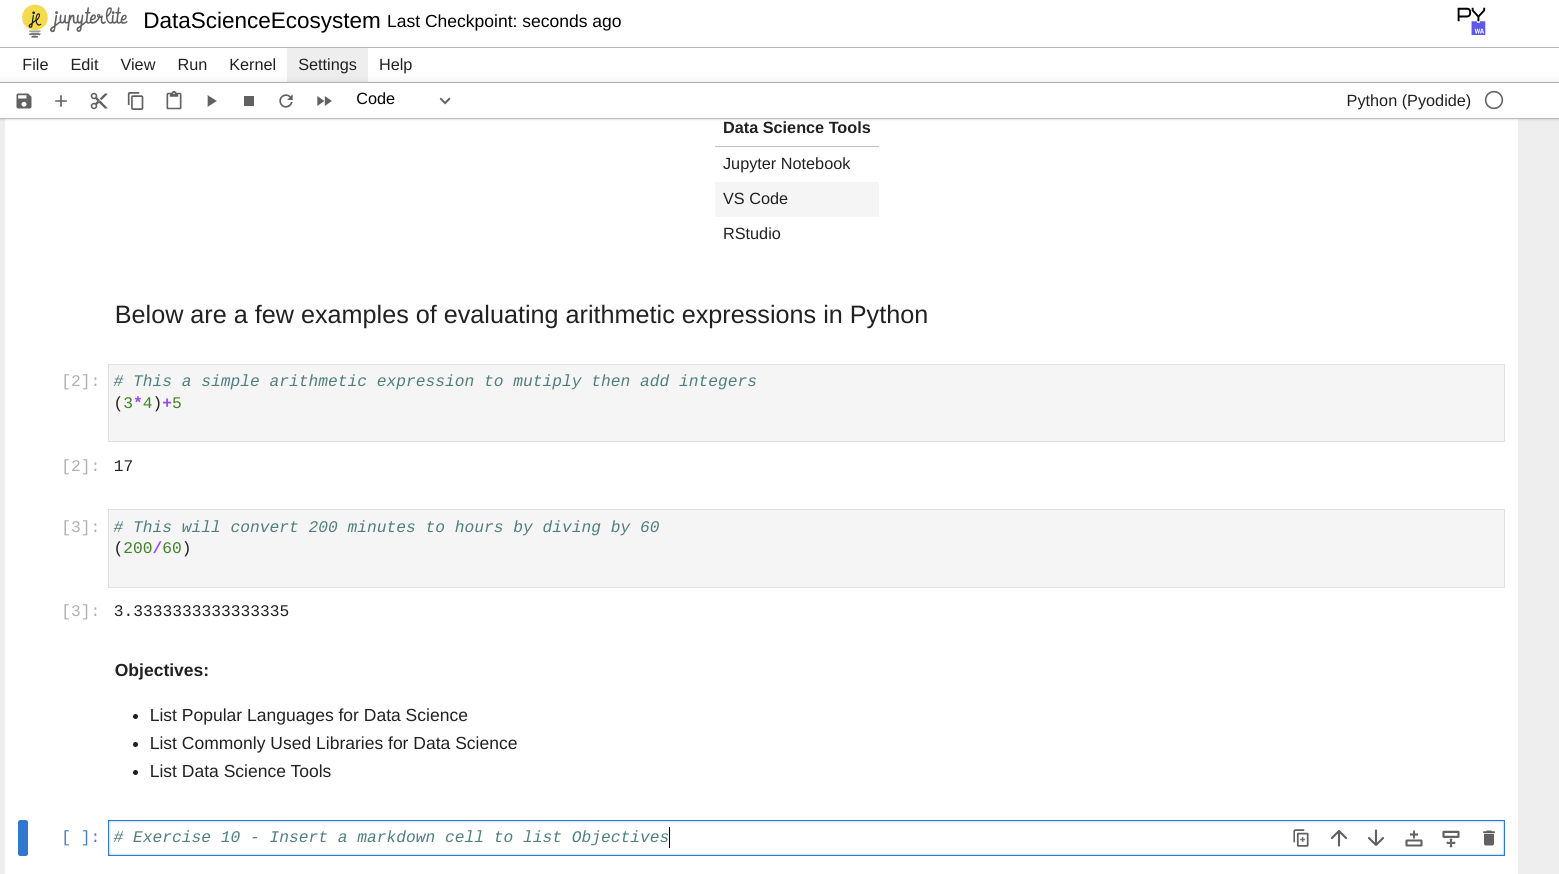 jupyterlite DataScienceEcosystem Last Checkpoint: seconds ago PY WA
File Edit View Run Kernel Settings Help
Code Python (Pyodide)
Data Science Tools
Jupyter Notebook
VS Code
RStudio
Below are a few examples of evaluating arithmetic expressions in Python
[2]: # This a simple arithmetic expression to mutiply then add integers
(3*4)+5
[2]: 17
[3]: # This will convert 200 minutes to hours by diving by 60
(200/60)
[3]: 3.3333333333333335
Objectives:
• List Popular Languages for Data Science
• List Commonly Used Libraries for Data Science
• List Data Science Tools
[ ]: # Exercise 10 - Insert a markdown cell to list Objectives